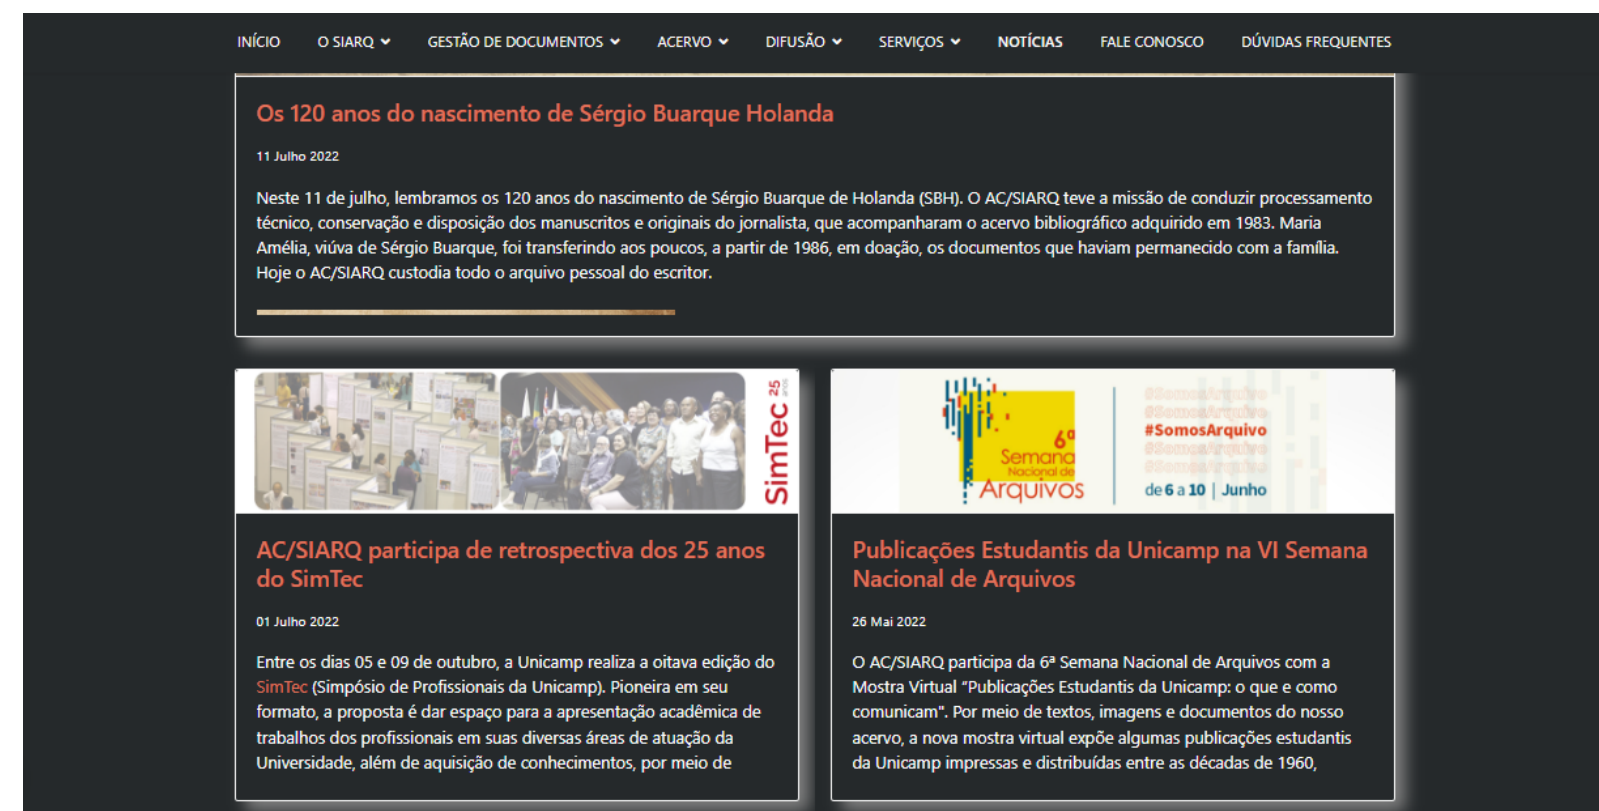 INÍCIO O SIARQ GESTÃO DE DOCUMENTOS ACERVO DIFUSÃO SERVIÇOS NOTÍCIAS FALE CONOSCO DÚVIDAS FREQUENTES
Os 120 anos do nascimento de Sérgio Buarque Holanda
11 Julho 2022
Neste 11 de julho, lembramos os 120 anos do nascimento de Sérgio Buarque de Holanda (SBH). O AC/SIARQ teve a missão de conduzir processamento
técnico, conservação e disposição dos manuscritos e originais do jornalista, que acompanharam o acervo bibliográfico adquirido em 1983. Maria
Amélia, viúva de Sérgio Buarque, foi transferindo aos poucos, a partir de 1986, em doação, os documentos que haviam permanecido com a família.
Hoje o AC/SIARQ custodia todo o arquivo pessoal do escritor.
SimTec 25 anos
AC/SIARQ participa de retrospectiva dos 25 anos
do SimTec
01 Julho 2022
Entre os dias 05 e 09 de outubro, a Unicamp realiza a oitava edição do
SimTec (Simpósio de Profissionais da Unicamp). Pioneira em seu
formato, a proposta é dar espaço para a apresentação acadêmica de
trabalhos dos profissionais em suas diversas áreas de atuação da
Universidade, além de aquisição de conhecimentos, por meio de
6ª
Semana
Nacional de
Arquivos
#SomosArquivo
#SomosArquivo
#SomosArquivo
#SomosArquivo
#SomosArquivo
de 6 a 10 | Junho
Publicações Estudantis da Unicamp na VI Semana
Nacional de Arquivos
26 Mai 2022
O AC/SIARQ participa da 6ª Semana Nacional de Arquivos com a
Mostra Virtual “Publicações Estudantis da Unicamp: o que e como
comunicam". Por meio de textos, imagens e documentos do nosso
acervo, a nova mostra virtual expõe algumas publicações estudantis
da Unicamp impressas e distribuídas entre as décadas de 1960,